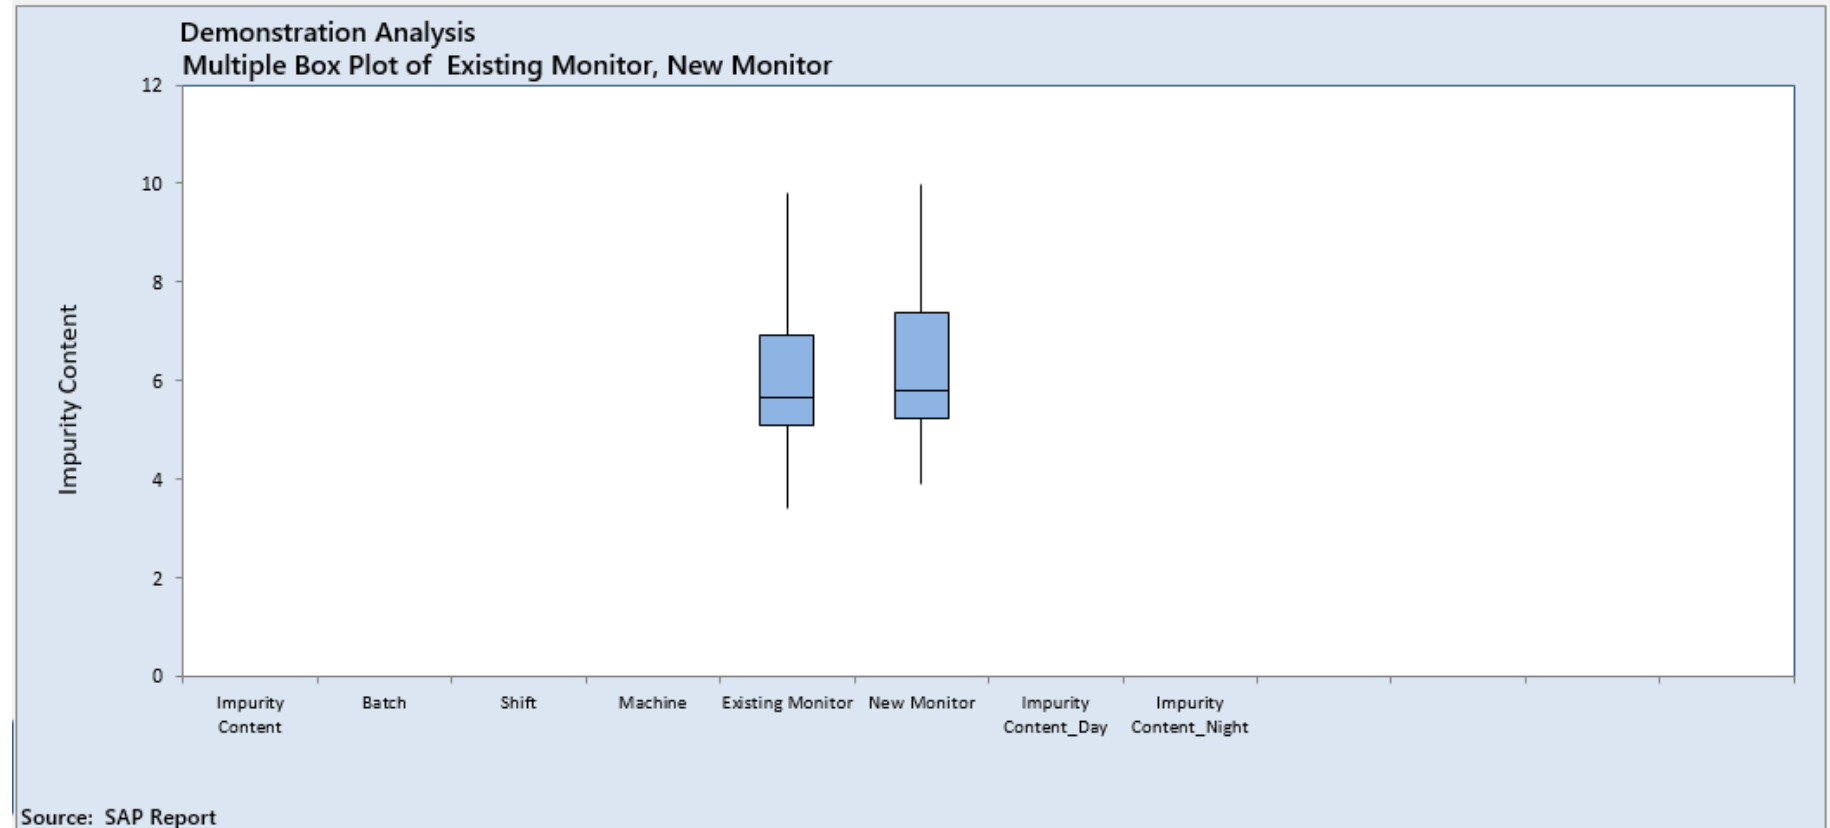 Demonstration Analysis
Multiple Box Plot of  Existing Monitor, New Monitor
12
10
8
6
4
2
0
Impurity Content
Impurity
Content
Batch
Shift
Machine
Existing Monitor
New Monitor
Impurity
Content_Day
Impurity
Content_Night
Source:  SAP Report